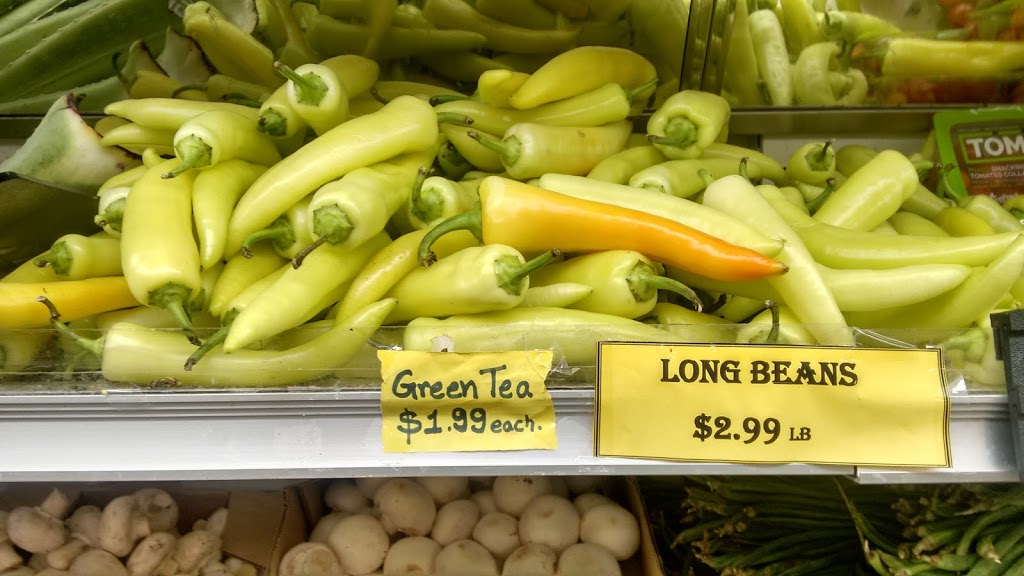 Green Tea
$1.99 each.
LONG BEANS
$2.99 LB
TOM